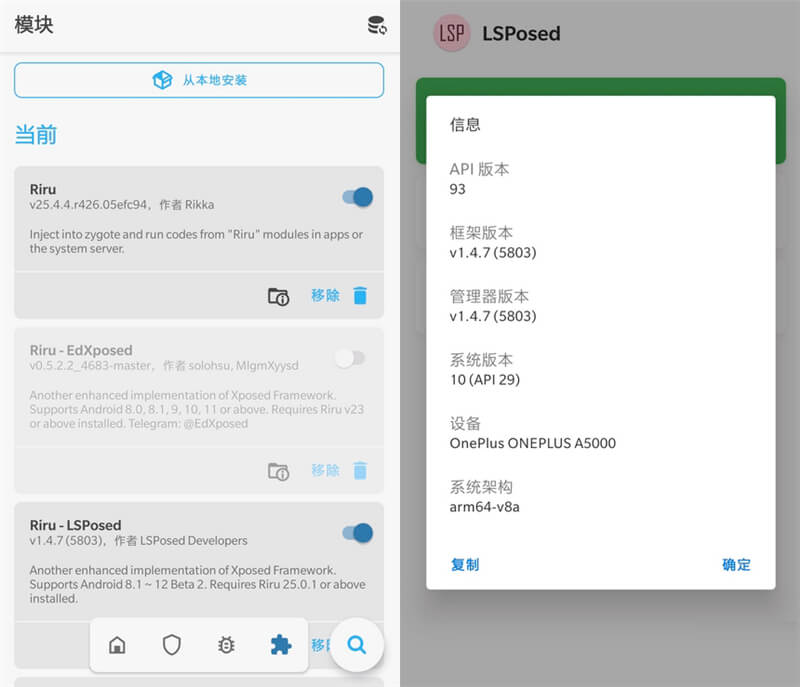 模块
从本地安装
当前
Riru
v25.4.4.r426.05efc94，作者 Rikka
Inject into zygote and run codes from "Riru" modules in apps or
the system server.
移除
Riru - EdXposed
v0.5.2.2_4683-master，作者 solohsu, MlgmXyysd
Another enhanced implementation of Xposed Framework.
Supports Android 8.0, 8.1, 9, 10, 11 or above. Requires Riru v23
or above installed. Telegram: @EdXposed
移除
Riru - LSPosed
v1.4.7 (5803)，作者 LSPosed Developers
Another enhanced implementation of Xposed Framework.
Supports Android 8.1 ~ 12 Beta 2. Requires Riru 25.0.1 or above
installed.
LSP
LSPosed
信息
API 版本
93
框架版本
v1.4.7 (5803)
管理器版本
v1.4.7 (5803)
系统版本
10 (API 29)
设备
OnePlus ONEPLUS A5000
系统架构
arm64-v8a
复制
确定